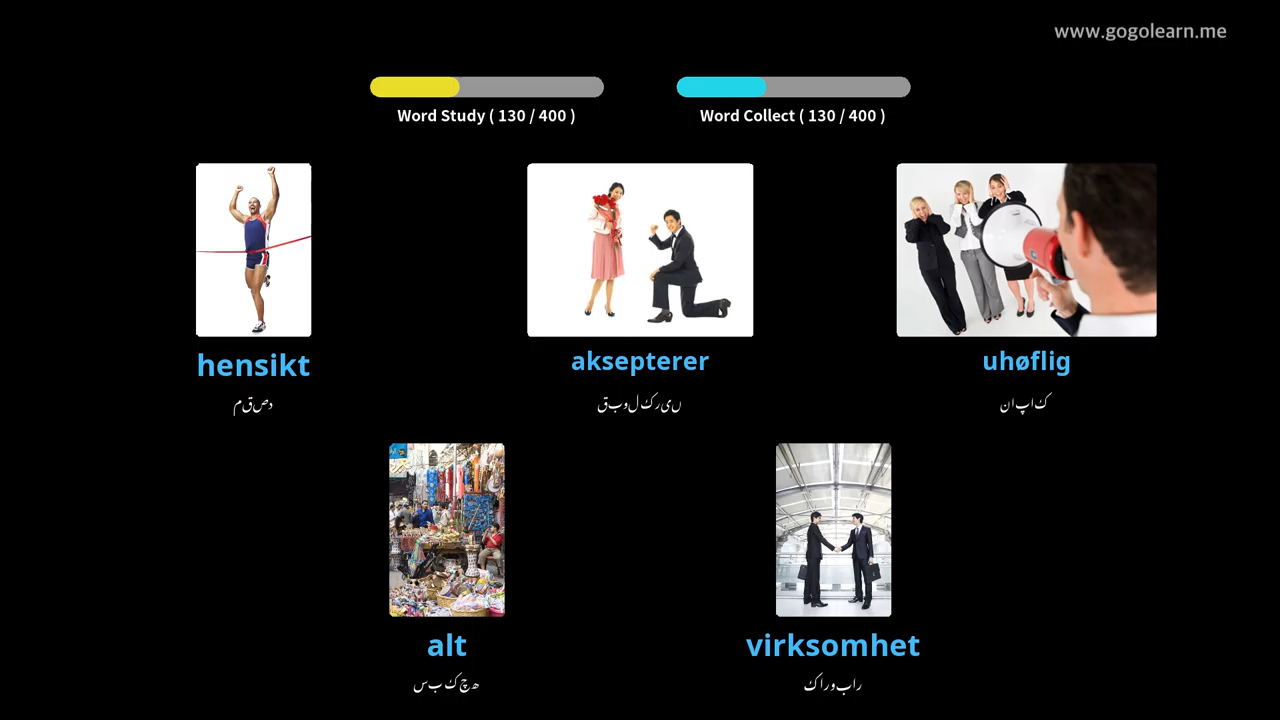 www.gogolearn.me
Word Study ( 130 / 400 )
Word Collect ( 130 / 400 )
hensikt
مقصد
aksepterer
قبول کریں
uhøflig
ناپاک
alt
سب کچھ
virksomhet
کاروبار